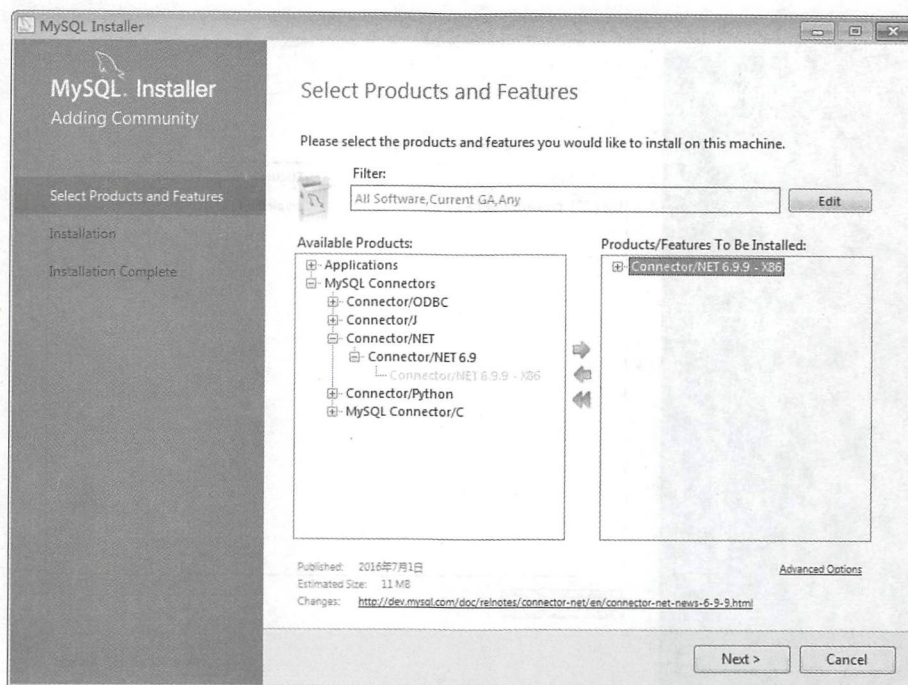 MySQL Installer
MySQL. Installer
Adding Community
Select Products and Features
Installation
Installation Complete
Select Products and Features
Please select the products and features you would like to install on this machine.
Filter:
All Software,Current GA,Any
Edit
Available Products:
Applications
MySQL Connectors
Connector/ODBC
Connector/J
Connector/NET
Connector/NET 6.9
Connector/NET 6.9.9 - X86
Connector/Python
MySQL Connector/C
Products/Features To Be Installed:
Connector/NET 6.9.9 - X86
Published: 2016年7月1日
Estimated Size: 11 MB
Changes: http://dev.mysql.com/doc/relnotes/connector-net/en/connector-net-news-6-9-9.html
Advanced Options
Next >
Cancel